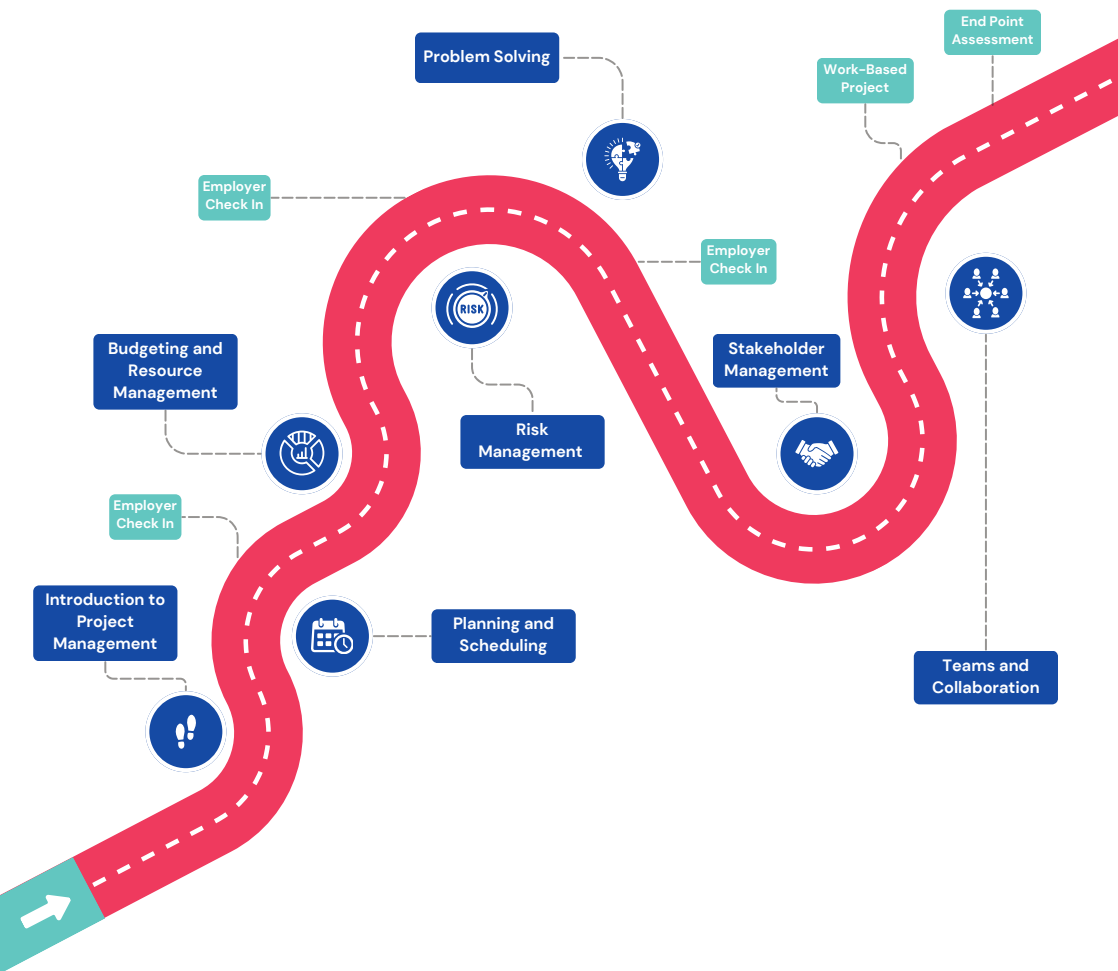 End Point
Assessment
Problem Solving
Work-Based
Project
Employer
Check In
Employer
Check In
RISK
Budgeting and
Resource
Management
Stakeholder
Management
Risk
Management
Employer
Check In
Introduction to
Project
Management
Planning and
Scheduling
Teams and
Collaboration